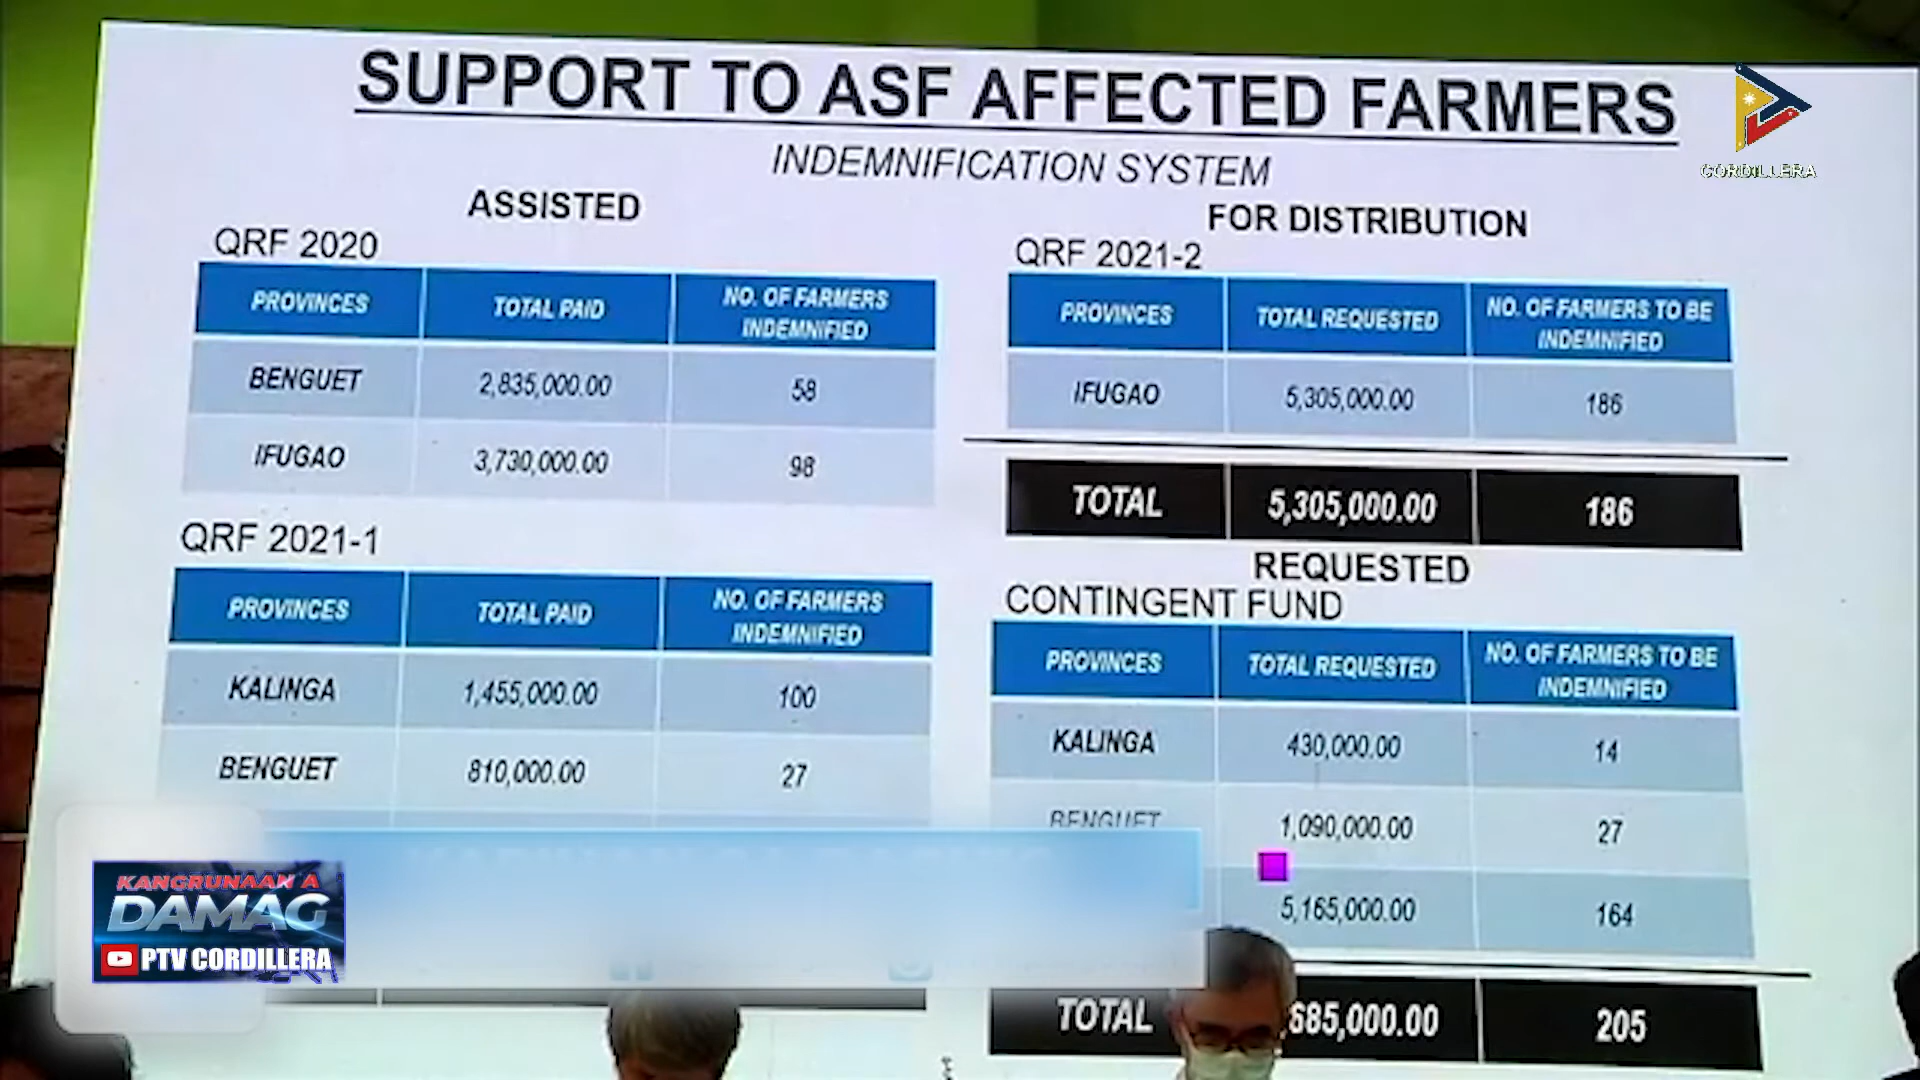 SUPPORT TO ASF AFFECTED FARMERS
INDEMNIFICATION SYSTEM
CORDILLERA
ASSISTED
QRF 2020
PROVINCES TOTAL PAID NO. OF FARMERS INDEMNIFIED
BENGUET 2,835,000.00 58
IFUGAO 3,730,000.00 98
QRF 2021-1
PROVINCES TOTAL PAID NO. OF FARMERS INDEMNIFIED
KALINGA 1,455,000.00 100
BENGUET 810,000.00 27
FOR DISTRIBUTION
QRF 2021-2
PROVINCES TOTAL REQUESTED NO. OF FARMERS TO BE INDEMNIFIED
IFUGAO 5,305,000.00 186
TOTAL 5,305,000.00 186
REQUESTED
CONTINGENT FUND
PROVINCES TOTAL REQUESTED NO. OF FARMERS TO BE INDEMNIFIED
KALINGA 430,000.00 14
BENGUET 1,090,000.00 27
5,165,000.00 164
TOTAL ,685,000.00 205
KANGRUNAAN A
DAMAG
PTV CORDILLERA